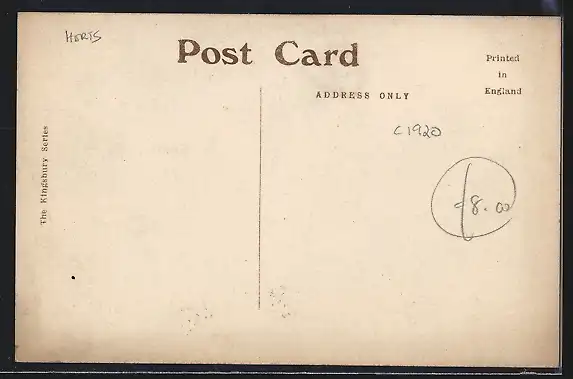 HERTS
Post Card
Printed
in
England
ADDRESS ONLY
C1920
The Kingsbury Series
£8.00